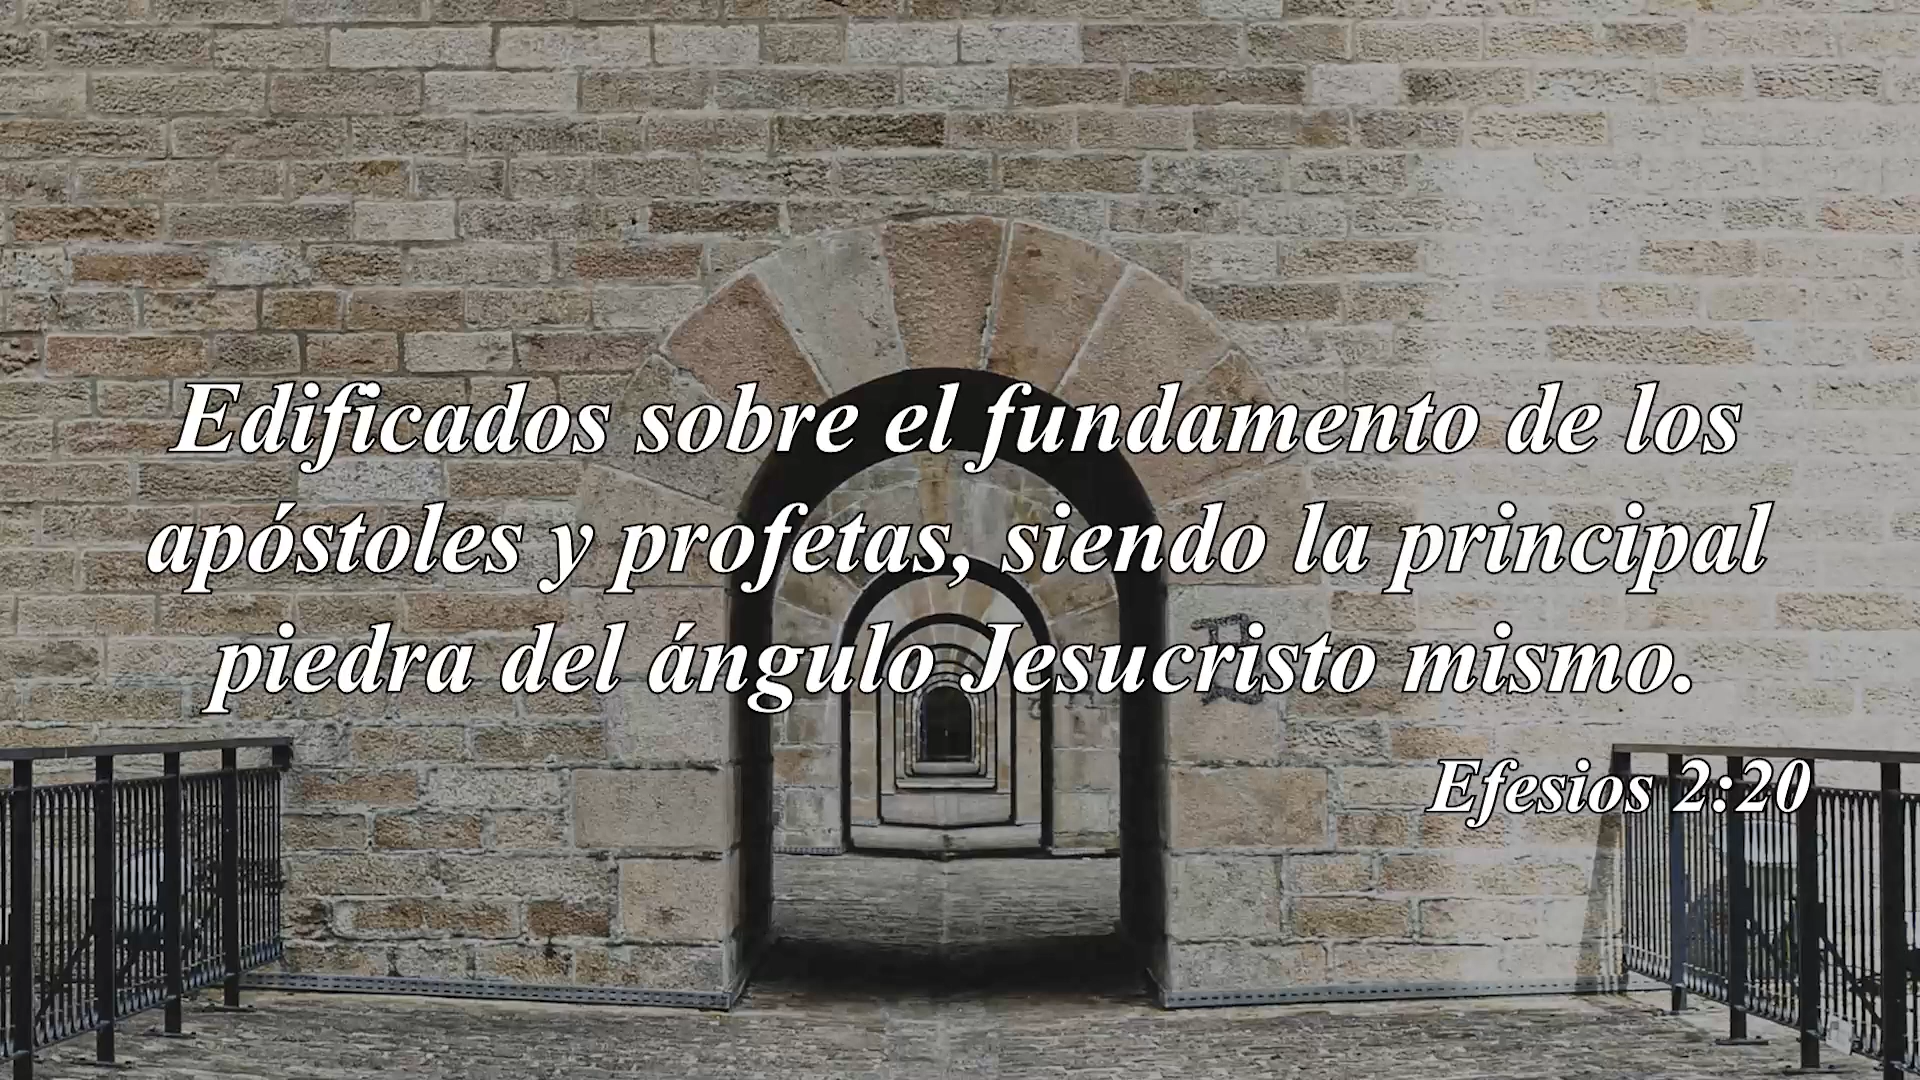 Edificados sobre el fundamento de los
apóstoles y profetas, siendo la principal
piedra del ángulo Jesucristo mismo.
Efesios 2:20